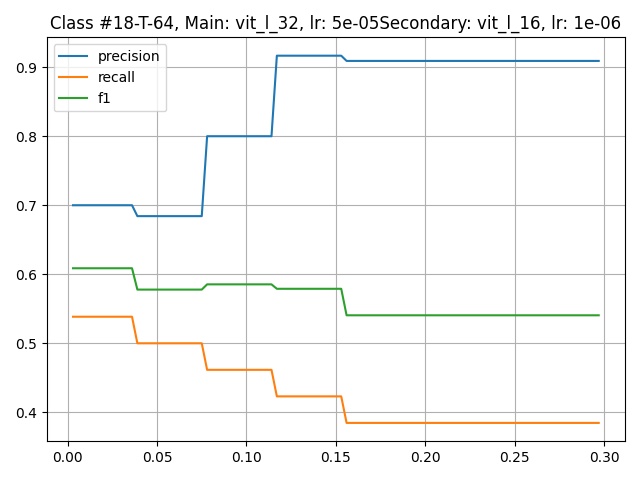 Class #18-T-64, Main: vit_l_32, lr: 5e-05Secondary: vit_l_16, lr: 1e-06
precision
recall
f1
0.9
0.8
0.7
0.6
0.5
0.4
0.00 0.05 0.10 0.15 0.20 0.25 0.30